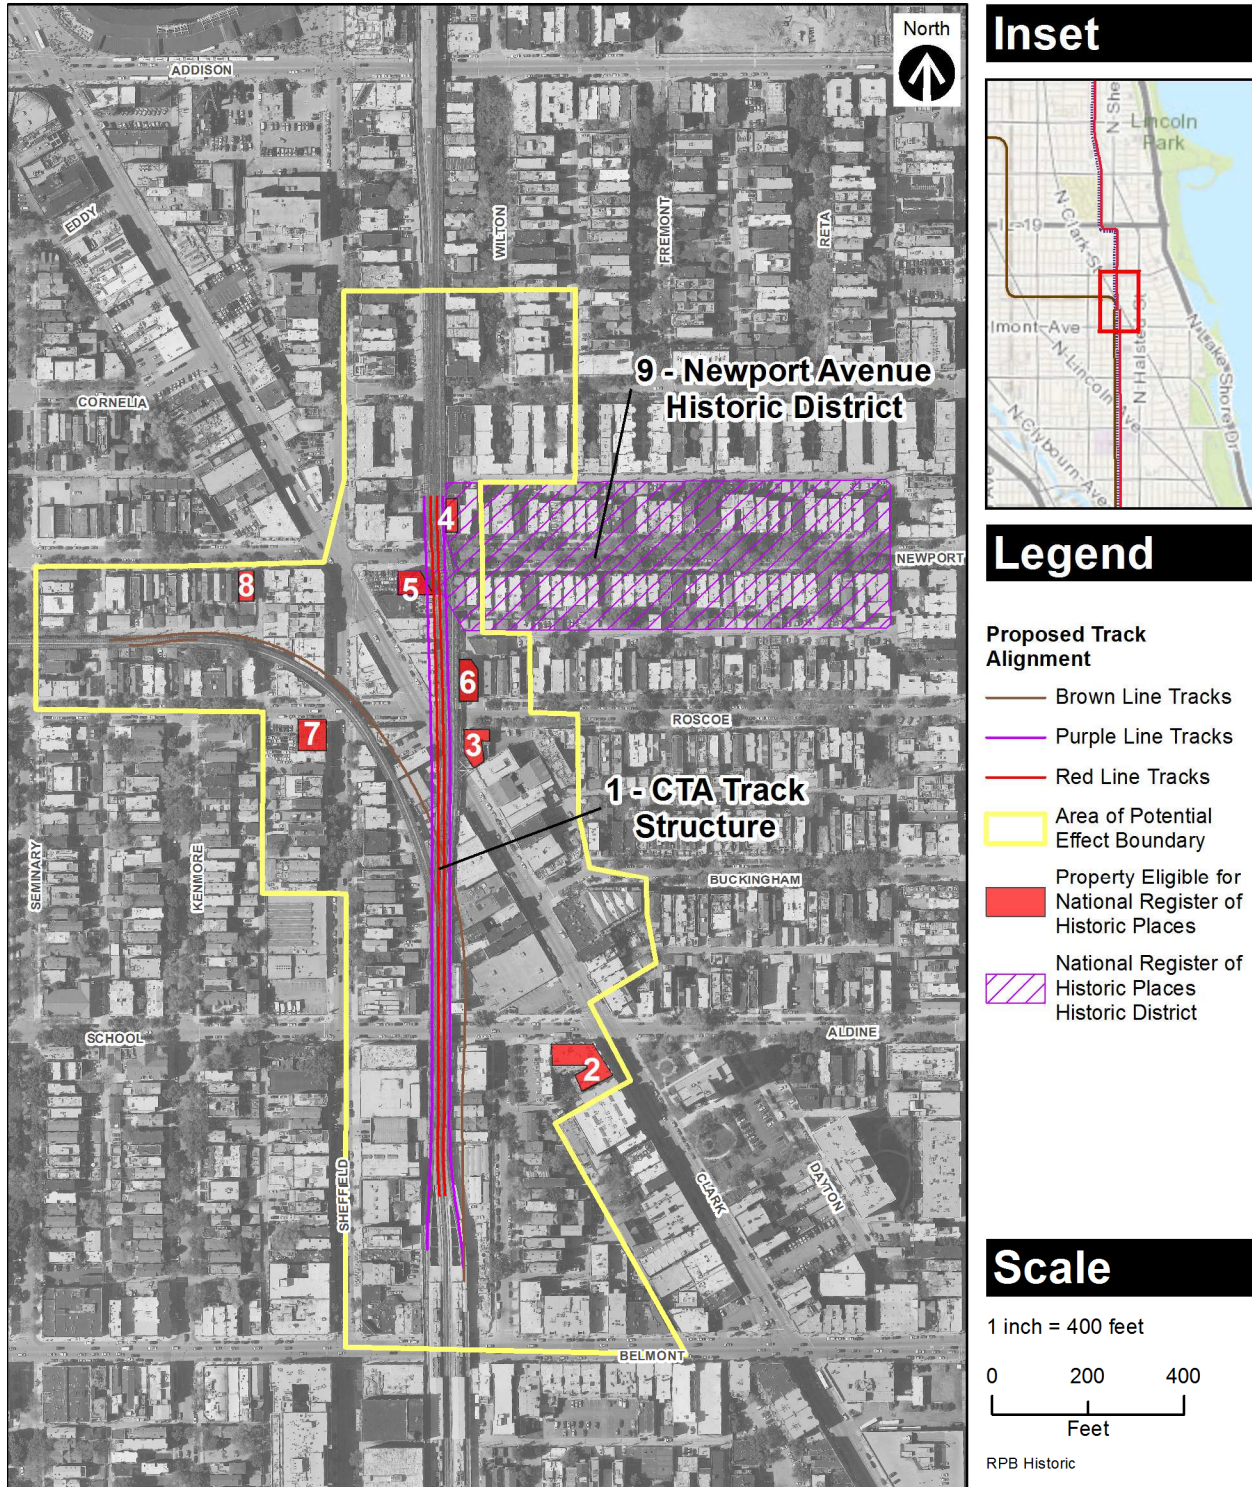 North
ADDISON
EDDY
WILTON
FREMONT
RETA
CORNELIA
9 - Newport Avenue
Historic District
4
NEWPORT
5
8
6
ROSCOE
7
3
1 - CTA Track
Structure
SEMINARY
KENMORE
BUCKINGHAM
SCHOOL
ALDINE
2
SHEFFIELD
CLARK
DAYTON
BELMONT
Inset
N She
Lincoln
Park
N Clark St
IL-19
lmont-Ave
N Halsted St
N Lincoln Ave
N Lake Shore Dr
N Clybourn Ave
Legend
Proposed Track
Alignment
Brown Line Tracks
Purple Line Tracks
Red Line Tracks
Area of Potential
Effect Boundary
Property Eligible for
National Register of
Historic Places
National Register of
Historic Places
Historic District
Scale
1 inch = 400 feet
0 200 400
Feet
RPB Historic